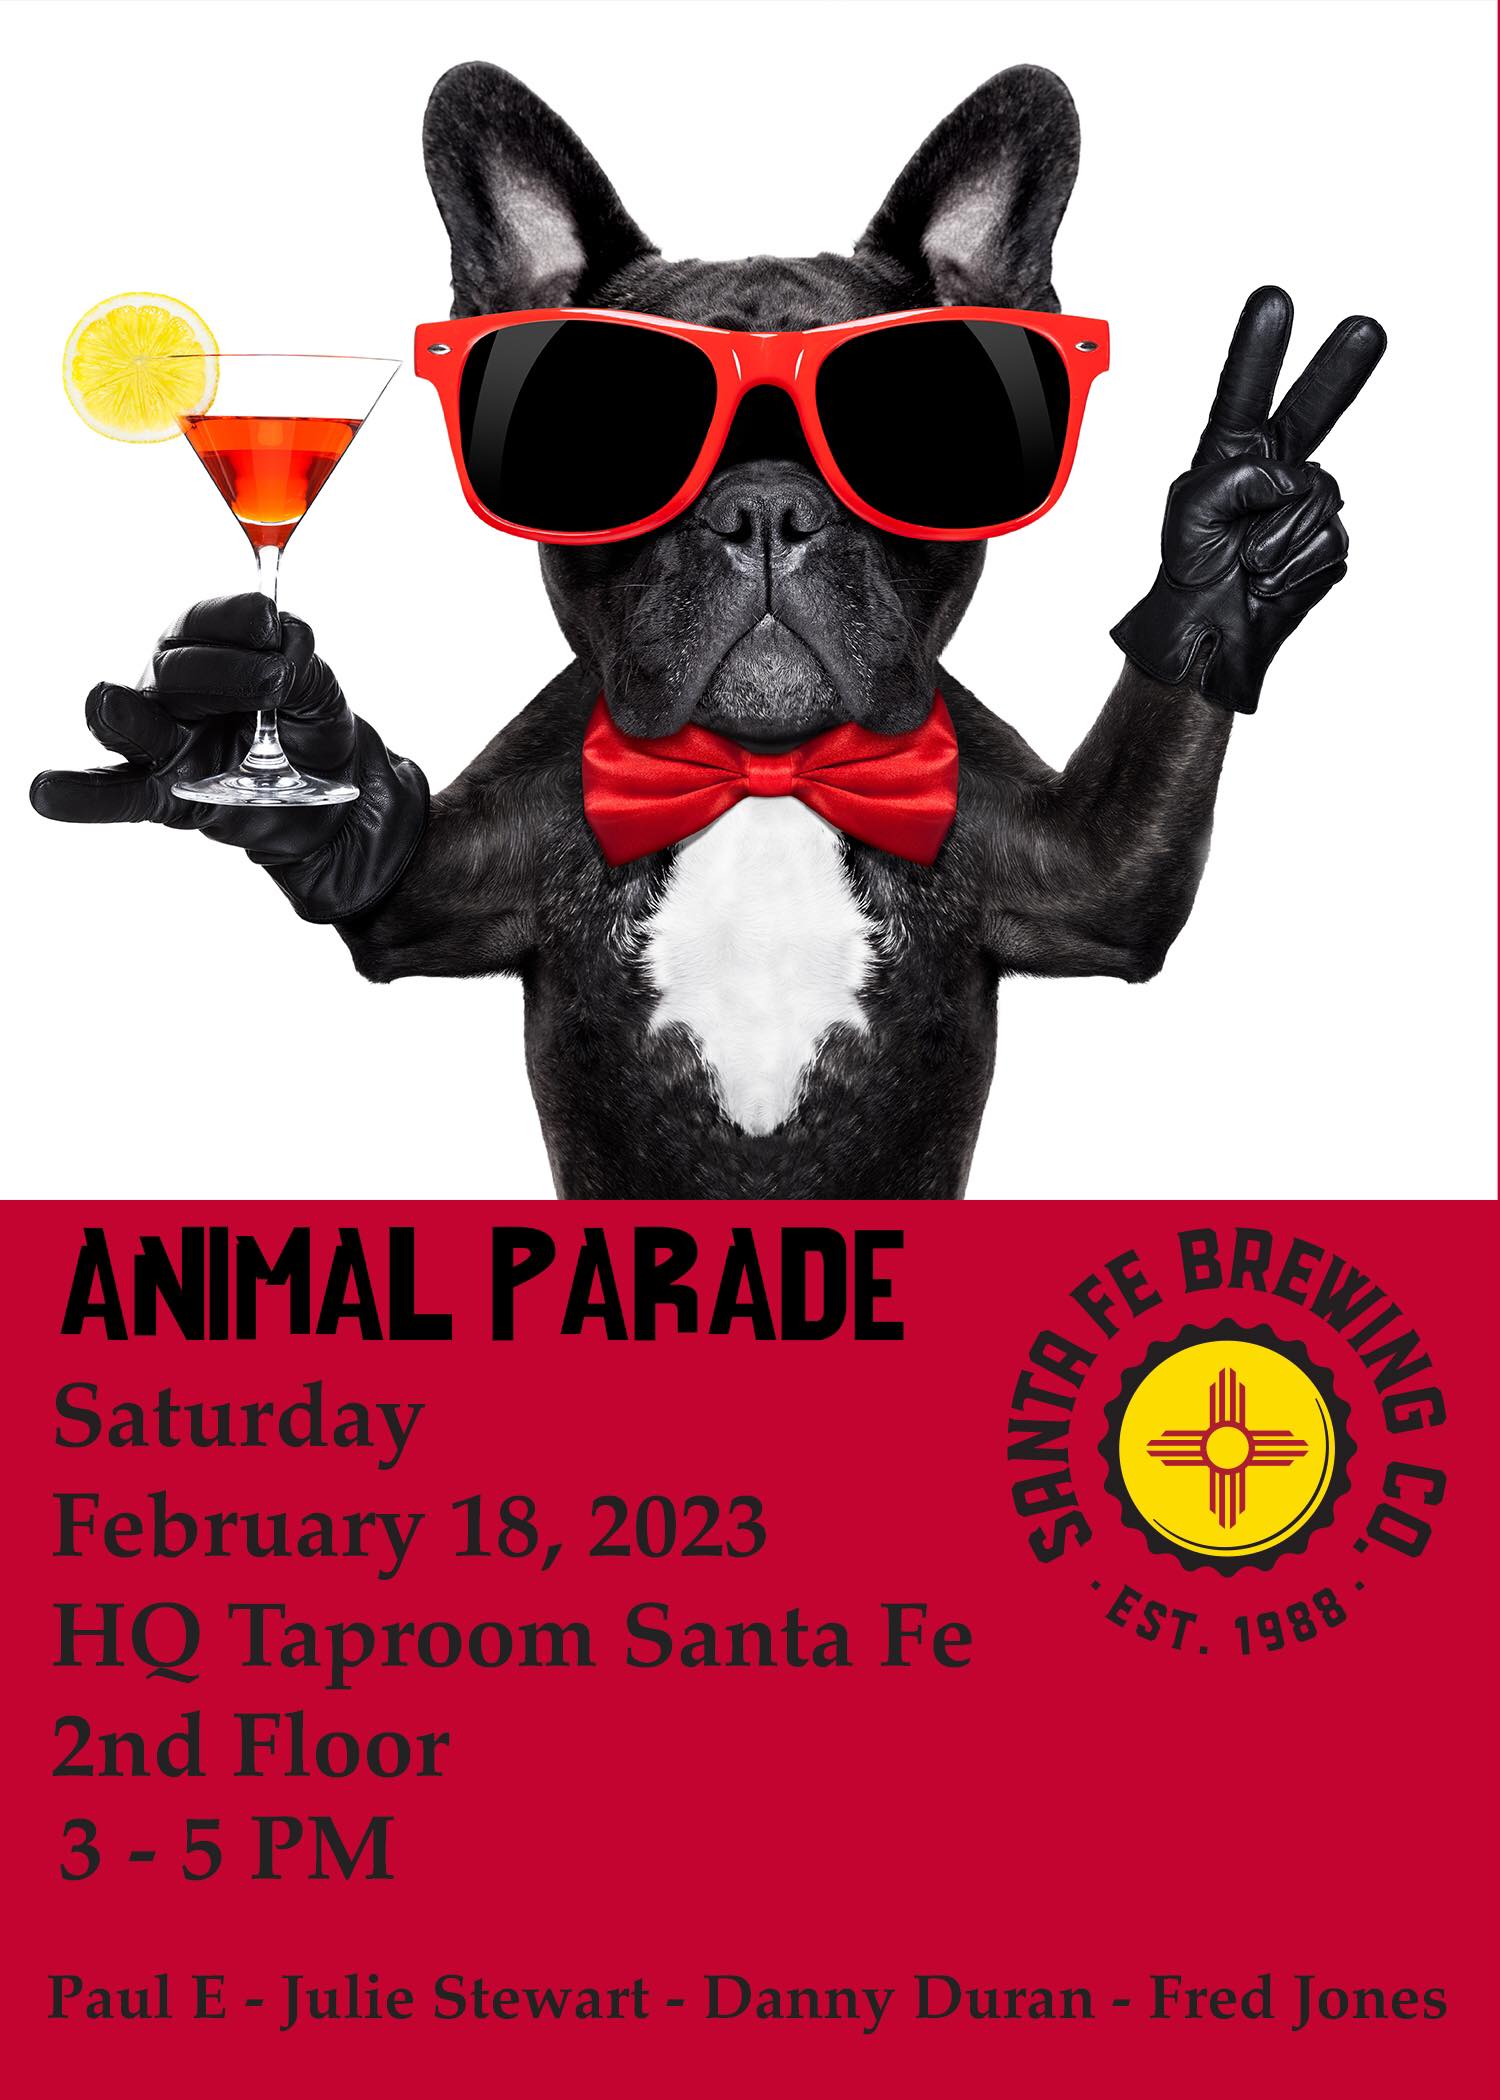 ANIMAL PARADE
Saturday
February 18, 2023
HQ Taproom Santa Fe
2nd Floor
3 - 5 PM
SANTA FE BREWING CO.
· EST. 1988 ·
Paul E - Julie Stewart - Danny Duran - Fred Jones